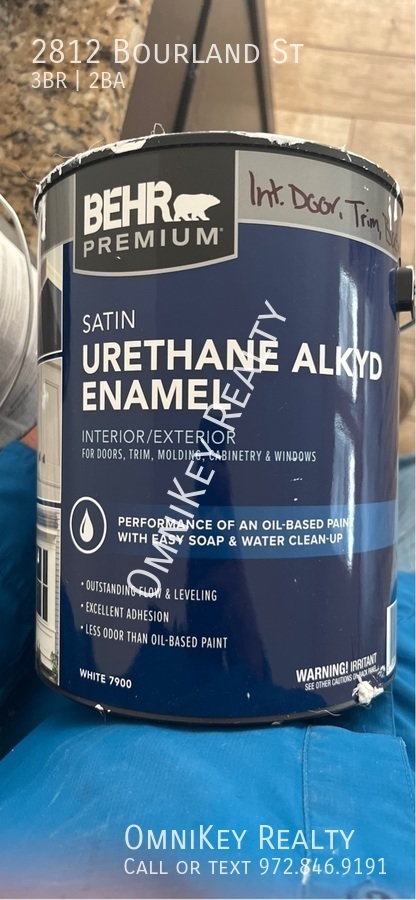 2812 Bourland St
3BR | 2BA
Int. Door, Trim,
BEHR
PREMIUM®
SATIN
URETHANE ALKYD
ENAMEL
INTERIOR/EXTERIOR
FOR DOORS, TRIM, MOLDING, CABINETRY & WINDOWS
PERFORMANCE OF AN OIL-BASED PAINT
WITH EASY SOAP & WATER CLEAN-UP
• OUTSTANDING FLOW & LEVELING
• EXCELLENT ADHESION
• LESS ODOR THAN OIL-BASED PAINT
WHITE 7900
WARNING! IRRITANT
SEE OTHER CAUTIONS ON BACK PANEL
OmniKey Realty
OmniKey Realty
Call or text 972.846.9191